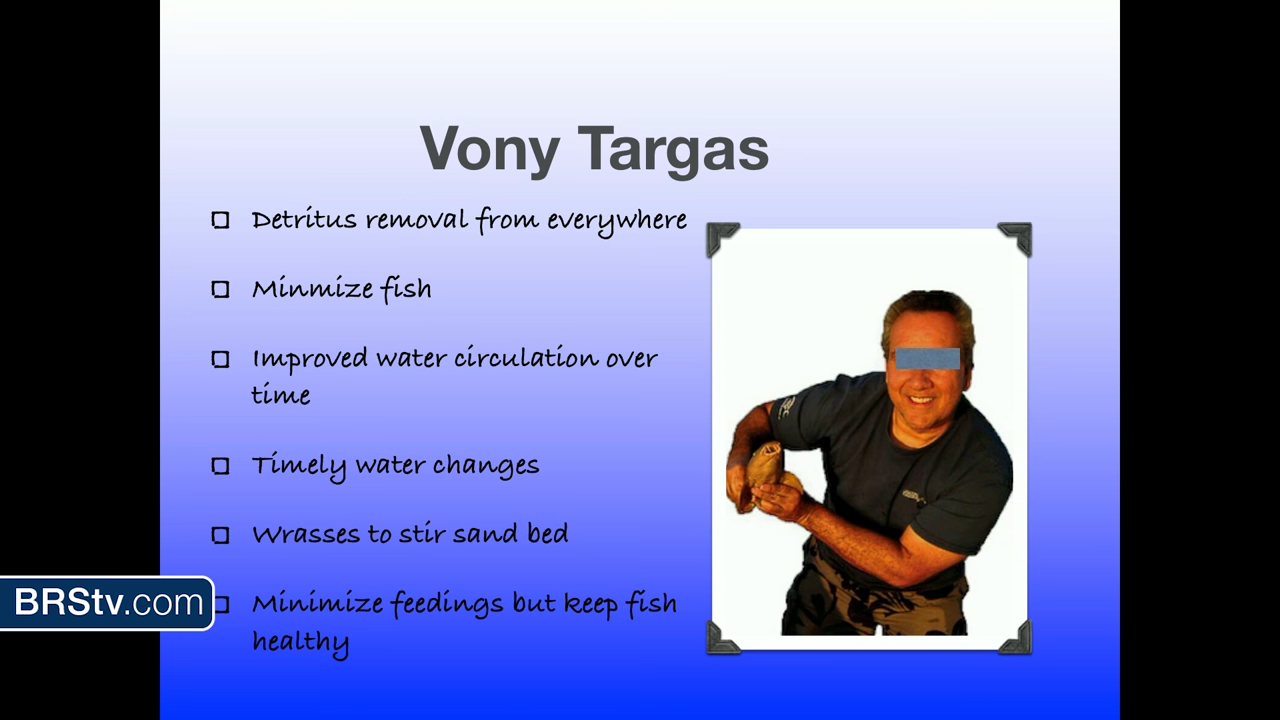 Vony Targas
Detritus removal from everywhere
Minmize fish
Improved water circulation over
time
Timely water changes
Wrasses to stir sand bed
Minimize feedings but keep fish
healthy
BRStv.com